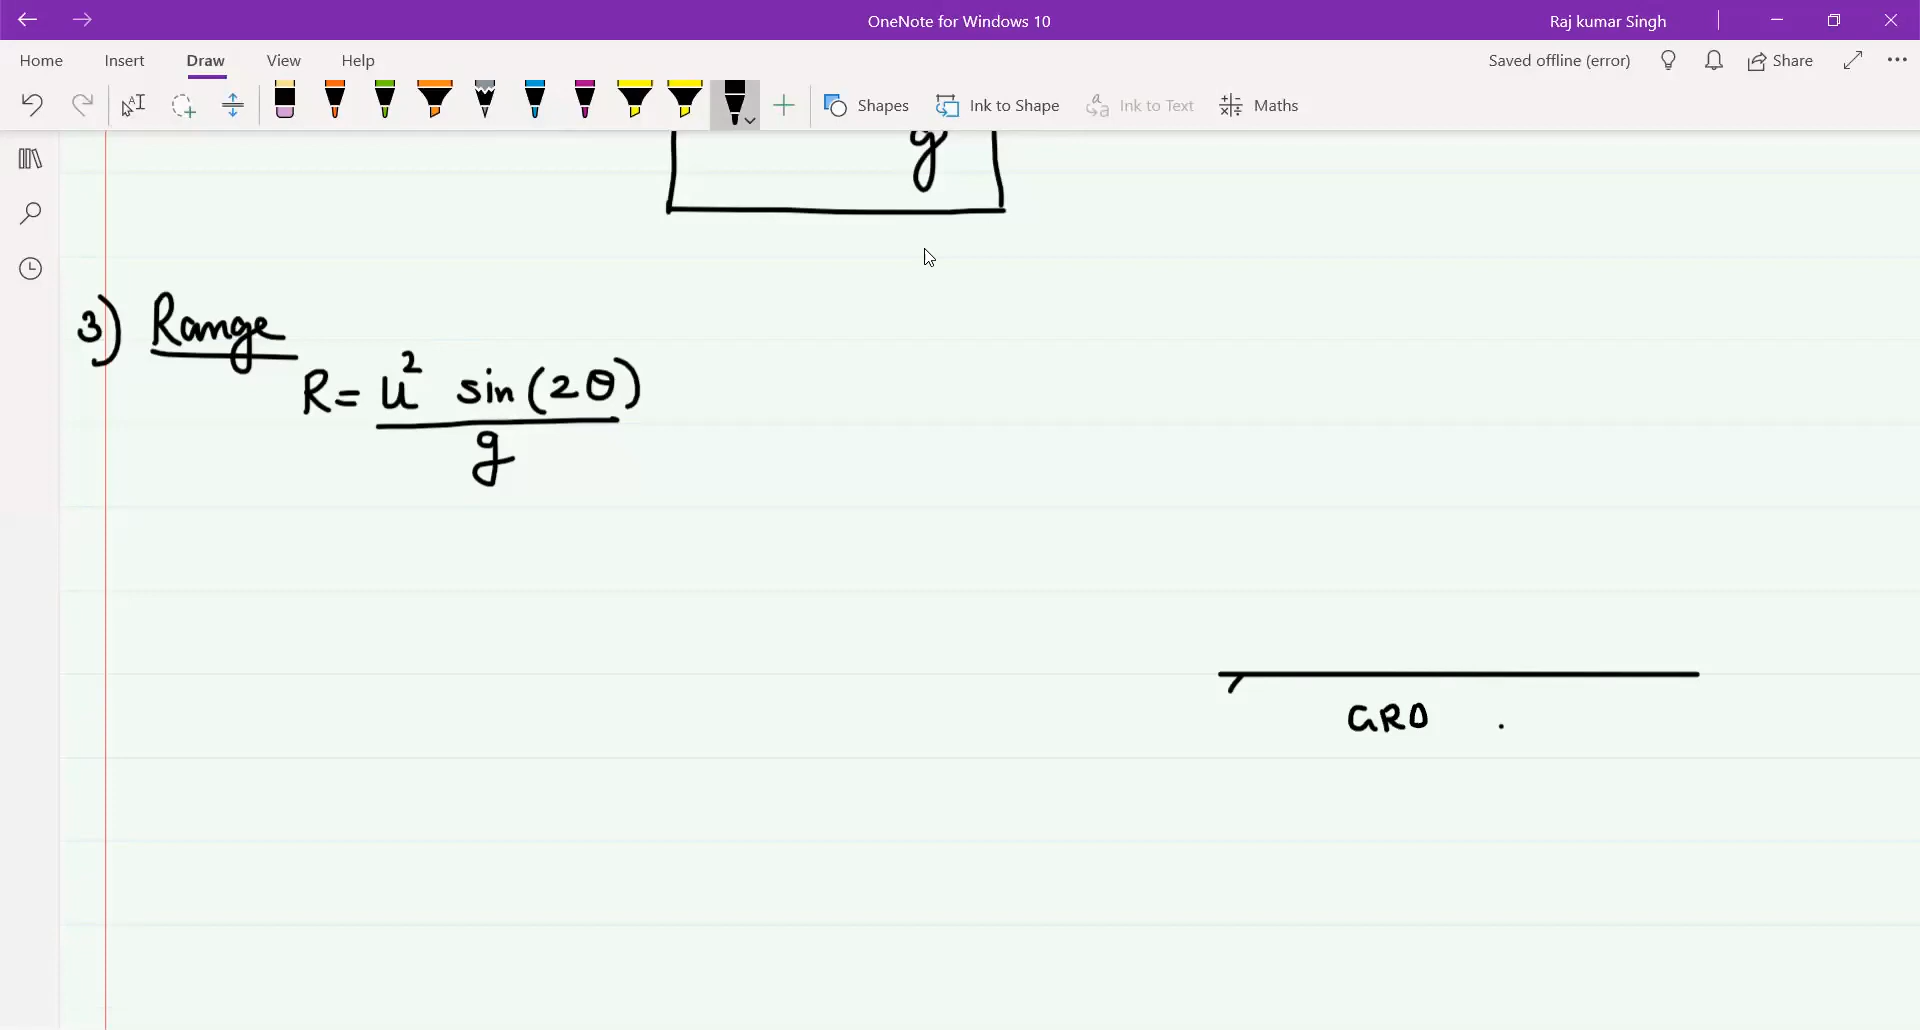 OneNote for Windows 10
Raj kumar Singh
Home Insert Draw View Help
Saved offline (error) Share
Shapes Ink to Shape Ink to Text Maths
g
3) Range
R = u² sin(2θ)
g
GRD .